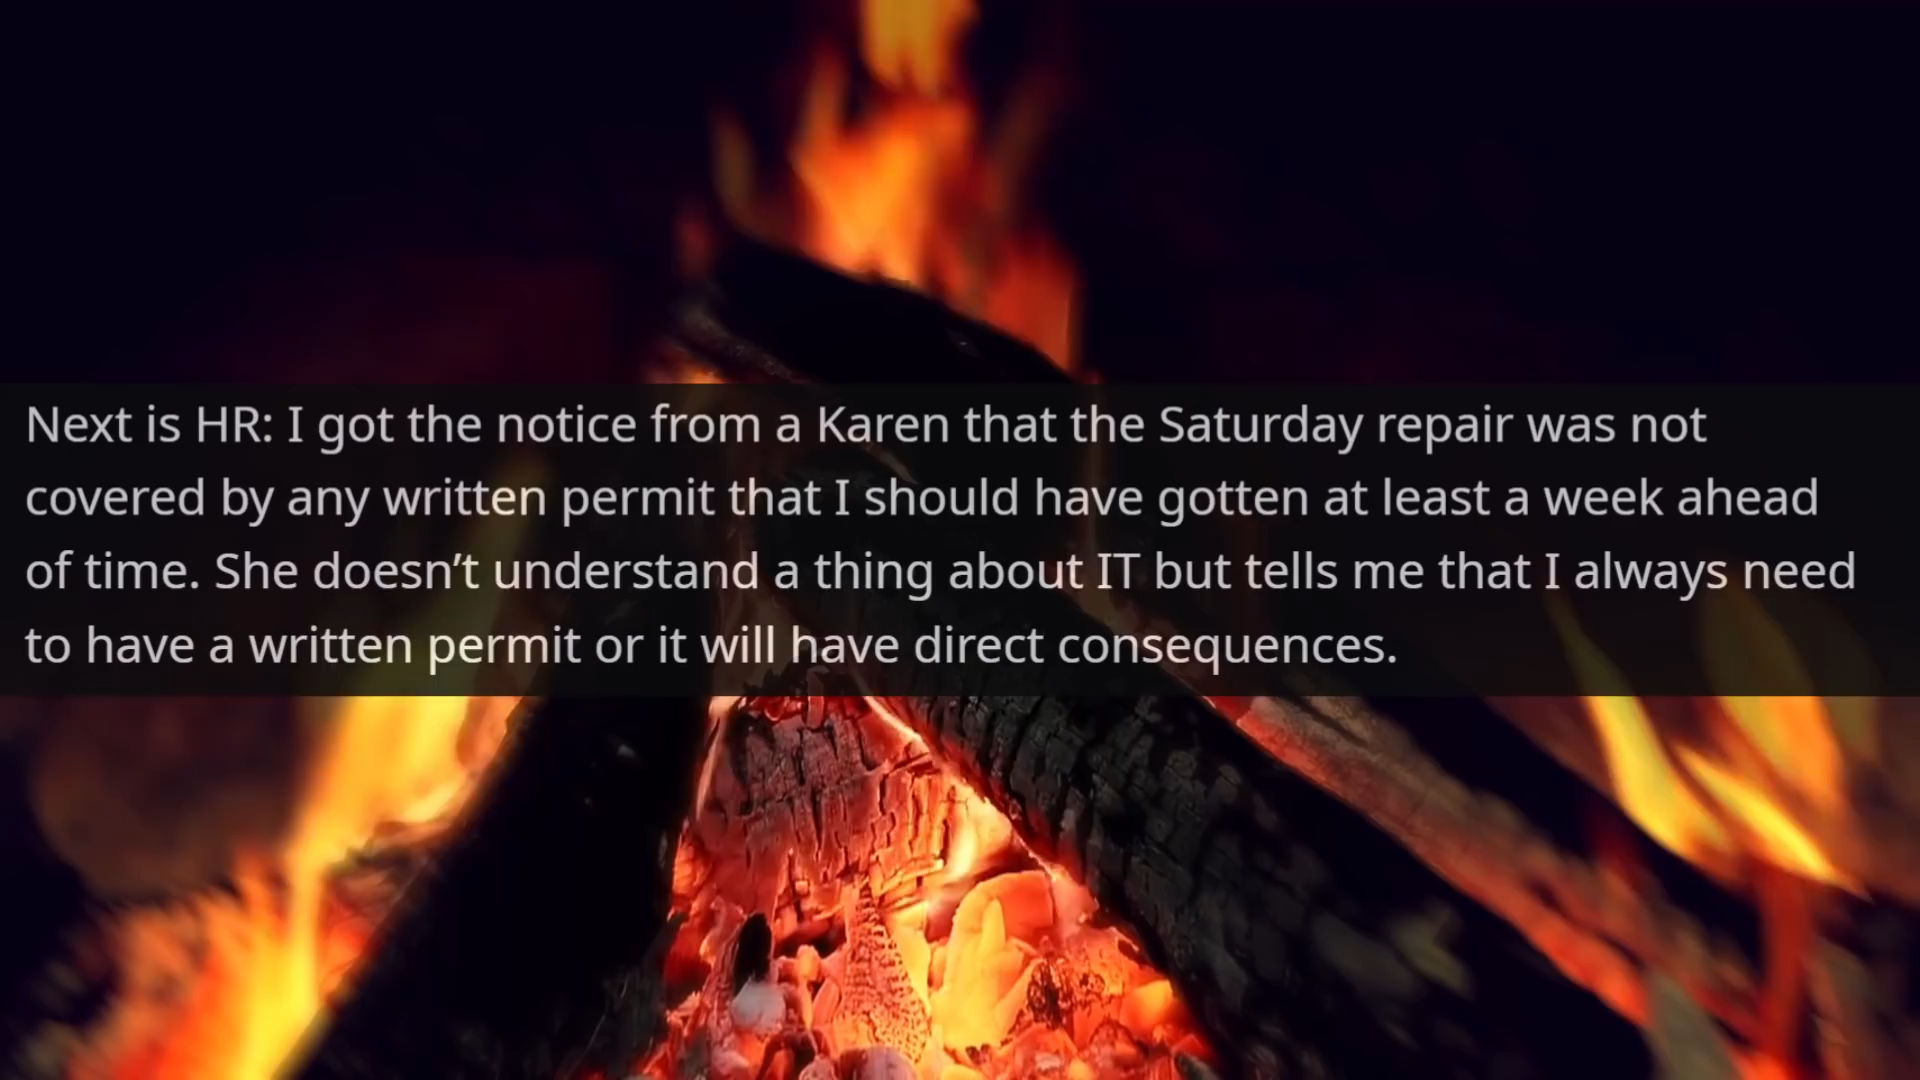 Next is HR: I got the notice from a Karen that the Saturday repair was not
covered by any written permit that I should have gotten at least a week ahead
of time. She doesn’t understand a thing about IT but tells me that I always need
to have a written permit or it will have direct consequences.